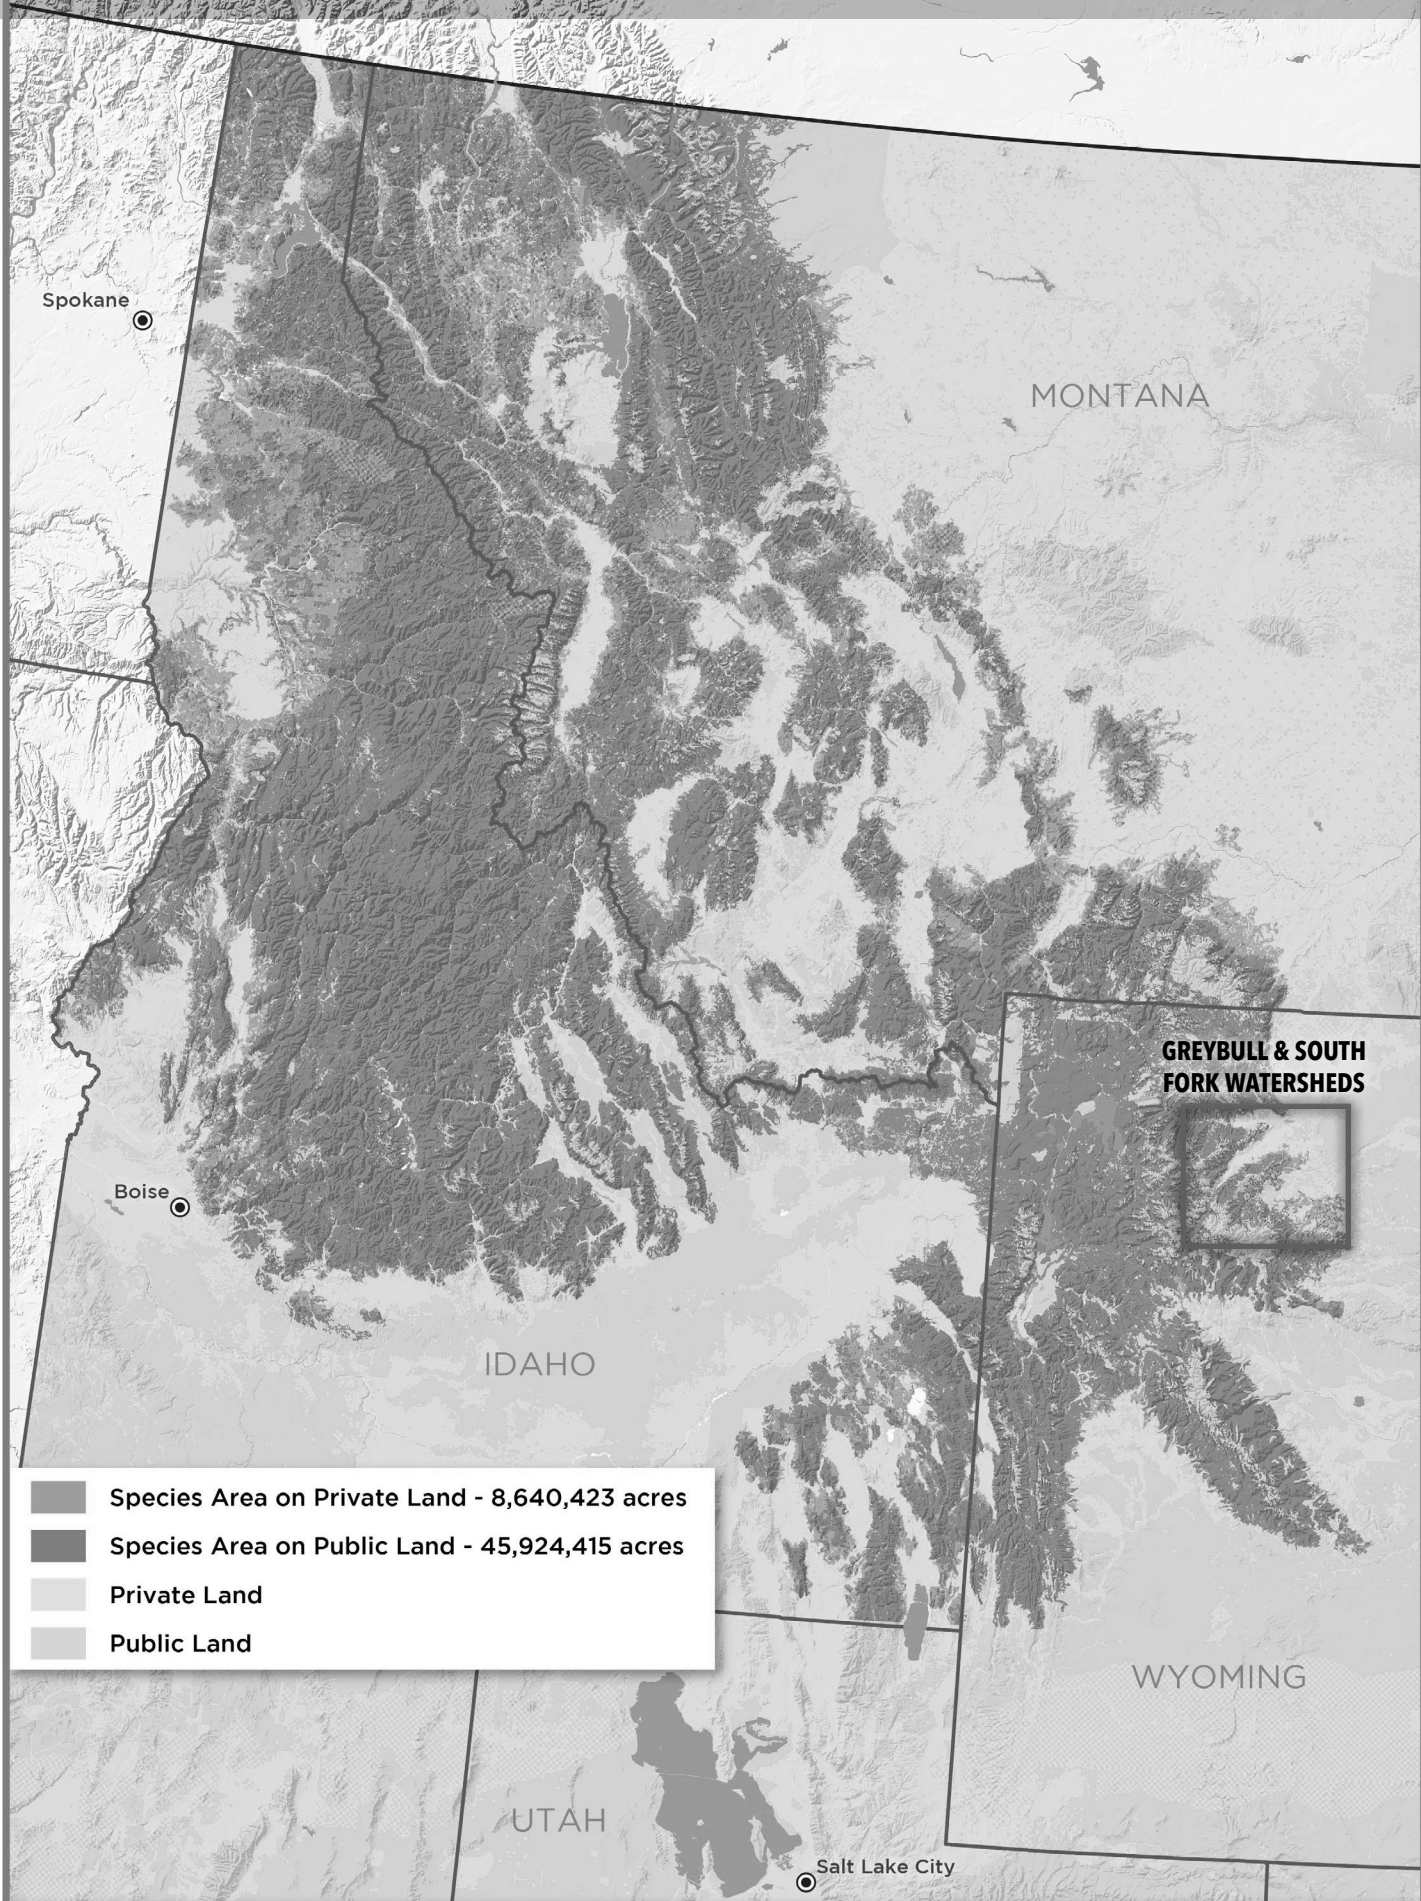 Spokane
MONTANA
GREYBULL & SOUTH
FORK WATERSHEDS
Boise
IDAHO
Species Area on Private Land - 8,640,423 acres
Species Area on Public Land - 45,924,415 acres
Private Land
Public Land
WYOMING
UTAH
Salt Lake City